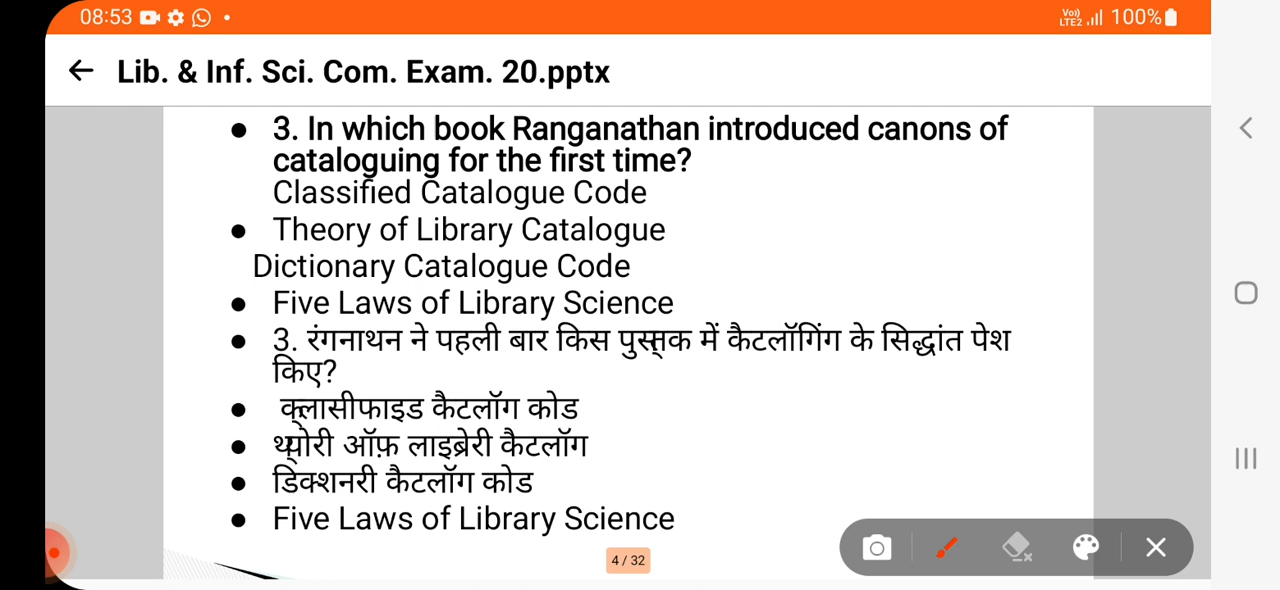 08:53
Vo)) LTE2 100%
Lib. & Inf. Sci. Com. Exam. 20.pptx
3. In which book Ranganathan introduced canons of
cataloguing for the first time?
Classified Catalogue Code
Theory of Library Catalogue
Dictionary Catalogue Code
Five Laws of Library Science
3. रंगनाथन ने पहली बार किस पुस्तक में कैटलॉगिंग के सिद्धांत पेश
किए?
क्लासीफाइड कैटलॉग कोड
थ्योरी ऑफ़ लाइब्रेरी कैटलॉग
डिक्शनरी कैटलॉग कोड
Five Laws of Library Science
4 / 32